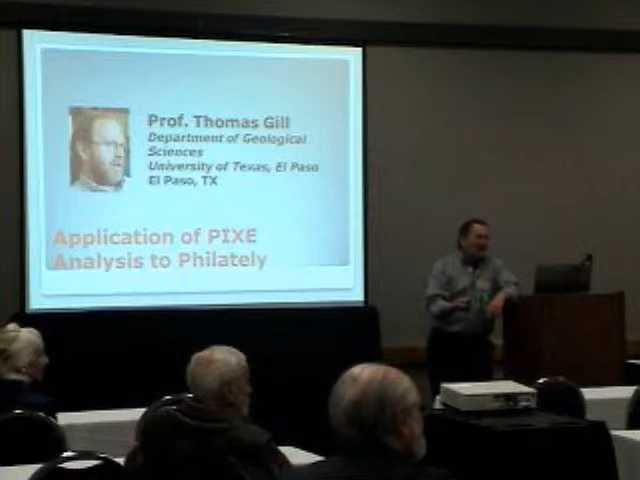 Prof. Thomas Gill
Department of Geological
Sciences
University of Texas, El Paso
El Paso, TX
Application of PIXE
Analysis to Philately